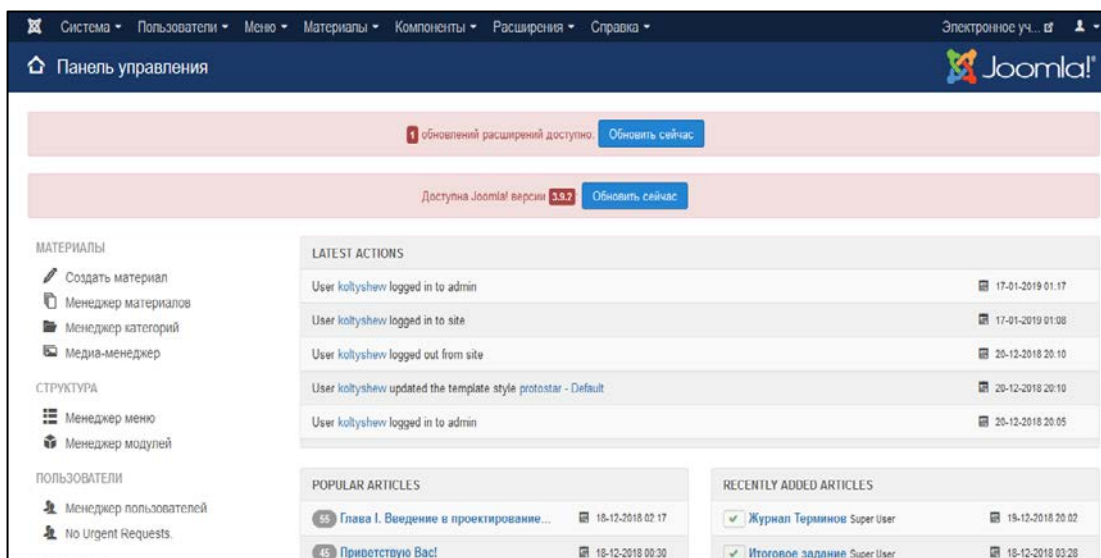 Система Пользователи Меню Материалы Компоненты Расширения Справка Электронное уч...
Панель управления Joomla!®
1 обновлений расширений доступно: Обновить сейчас
Доступна Joomla! версии 3.9.2: Обновить сейчас
МАТЕРИАЛЫ
Создать материал
Менеджер материалов
Менеджер категорий
Медиа-менеджер
СТРУКТУРА
Менеджер меню
Менеджер модулей
ПОЛЬЗОВАТЕЛИ
Менеджер пользователей
No Urgent Requests.
LATEST ACTIONS
User koltyshew logged in to admin 17-01-2019 01:17
User koltyshew logged in to site 17-01-2019 01:08
User koltyshew logged out from site 20-12-2018 20:10
User koltyshew updated the template style protostar - Default 20-12-2018 20:10
User koltyshew logged in to admin 20-12-2018 20:05
POPULAR ARTICLES
55 Глава I. Введение в проектирование... 18-12-2018 02:17
45 Приветствую Вас! 18-12-2018 00:30
RECENTLY ADDED ARTICLES
Журнал Терминов Super User 19-12-2018 20:02
Итоговое задание Super User 18-12-2018 03:28